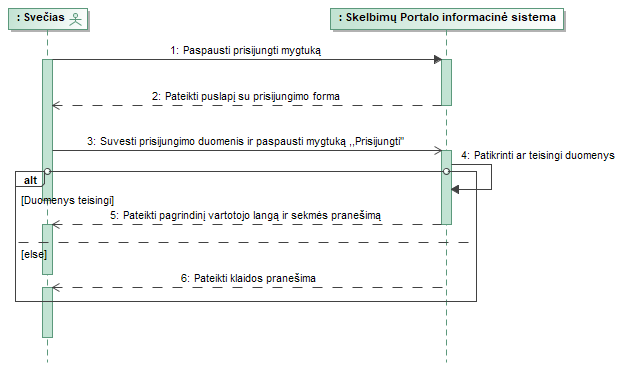 : Svečias
: Skelbimų Portalo informacinė sistema
1: Paspausti prisijungti mygtuką
2: Pateikti puslapį su prisijungimo forma
3: Suvesti prisijungimo duomenis ir paspausti mygtuką ,,Prisijungti"
4: Patikrinti ar teisingi duomenys
alt
[Duomenys teisingi]
5: Pateikti pagrindinį vartotojo langą ir sekmės pranešimą
[else]
6: Pateikti klaidos pranešima